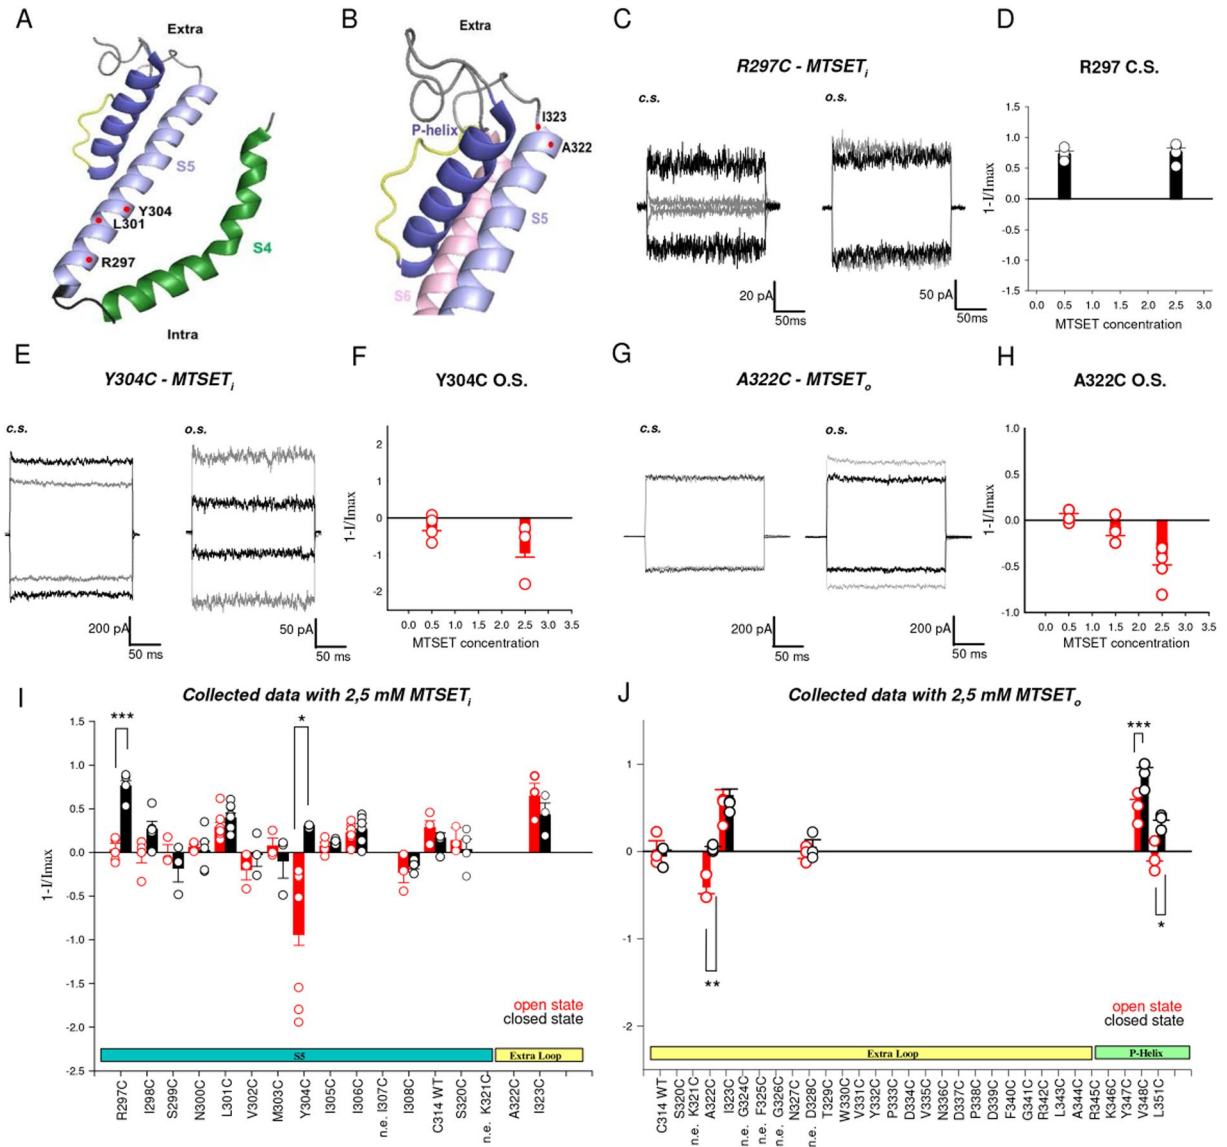 A
Extra
S5
Y304
L301
R297
S4
Intra
B
Extra
P-helix
I323
A322
S5
S6
C
R297C - MTSETi
c.s.
o.s.
20 pA
50ms
50 pA
50ms
D
R297 C.S.
1-I/Imax
1.5
1.0
0.5
0.0
-0.5
-1.0
-1.5
0.0 0.5 1.0 1.5 2.0 2.5 3.0
MTSET concentration
E
Y304C - MTSETi
c.s.
o.s.
200 pA
50 ms
50 pA
50 ms
F
Y304C O.S.
1-I/Imax
2
1
0
-1
-2
0.0 0.5 1.0 1.5 2.0 2.5 3.0 3.5
MTSET concentration
G
A322C - MTSETo
c.s.
o.s.
200 pA
50 ms
200 pA
50 ms
H
A322C O.S.
1-I/Imax
1.0
0.5
0.0
-0.5
-1.0
0.0 0.5 1.0 1.5 2.0 2.5 3.0 3.5
MTSET concentration
I
Collected data with 2,5 mM MTSETi
1-I/Imax
1.5
1.0
0.5
0.0
-0.5
-1.0
-1.5
-2.0
-2.5
***
*
open state
closed state
S5
Extra Loop
R297C
I298C
S299C
N300C
L301C
V302C
M303C
Y304C
I305C
I306C
n.e. I307C
I308C
C314 WT
S320C
n.e. K321C
A322C
I323C
J
Collected data with 2,5 mM MTSETo
1
0
-1
-2
**
***
*
open state
closed state
Extra Loop
P-Helix
C314 WT
S320C
n.e. K321C
A322C
I323C
n.e. G324C
n.e. F325C
n.e. G326C
N327C
n.e. D328C
T329C
W330C
V331C
Y332C
P333C
D334C
V335C
N336C
D337C
P338C
D339C
F340C
G341C
R342C
L343C
A344C
R345C
K346C
Y347C
V348C
L351C